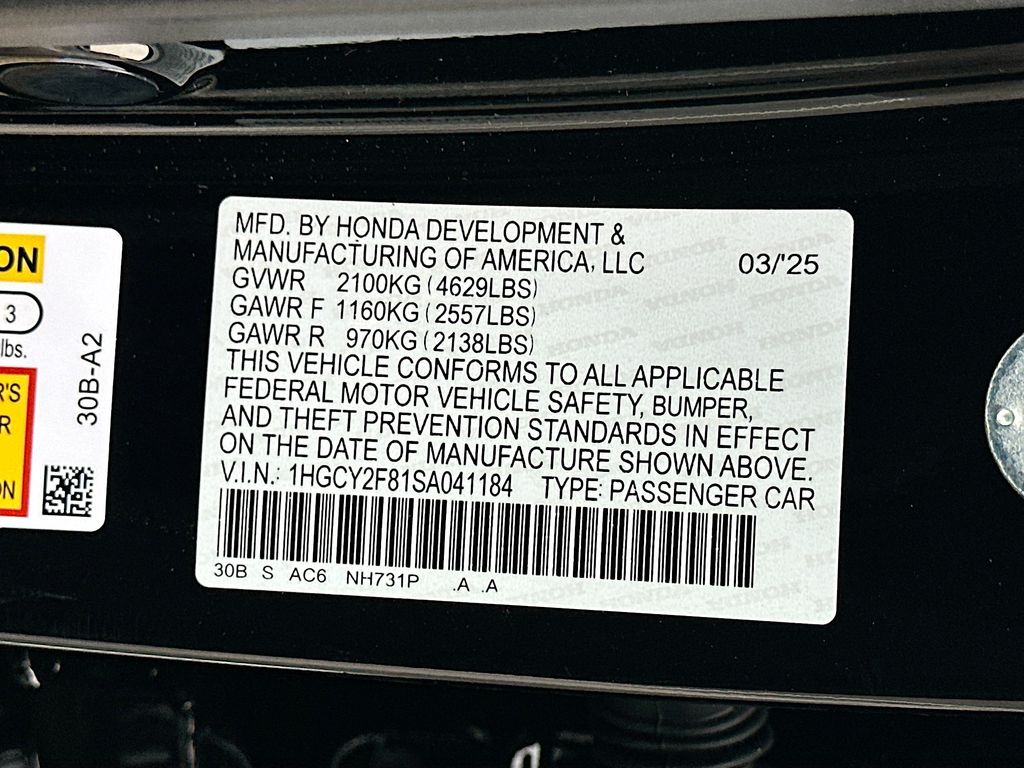 MFD. BY HONDA DEVELOPMENT &
MANUFACTURING OF AMERICA, LLC 03/'25
GVWR 2100KG (4629LBS)
GAWR F 1160KG (2557LBS)
GAWR R 970KG (2138LBS)
THIS VEHICLE CONFORMS TO ALL APPLICABLE
FEDERAL MOTOR VEHICLE SAFETY, BUMPER,
AND THEFT PREVENTION STANDARDS IN EFFECT
ON THE DATE OF MANUFACTURE SHOWN ABOVE.
V.I.N.: 1HGCY2F81SA041184 TYPE: PASSENGER CAR
30B S AC6 NH731P .A .A
3
lbs.
30B-A2